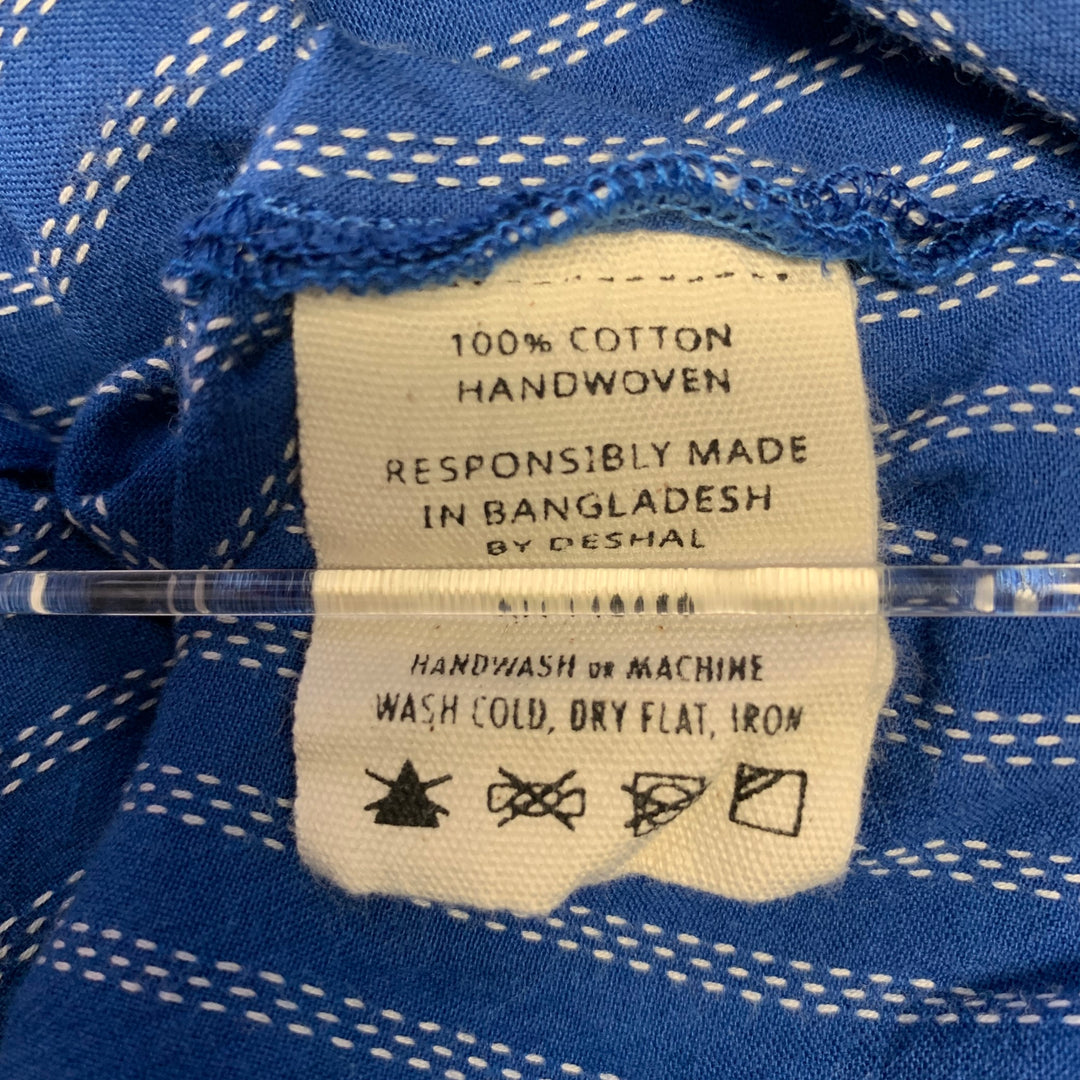 100% COTTON
HANDWOVEN
RESPONSIBLY MADE
IN BANGLADESH
BY DESHAL
HANDWASH OR MACHINE
WASH COLD, DRY FLAT, IRON